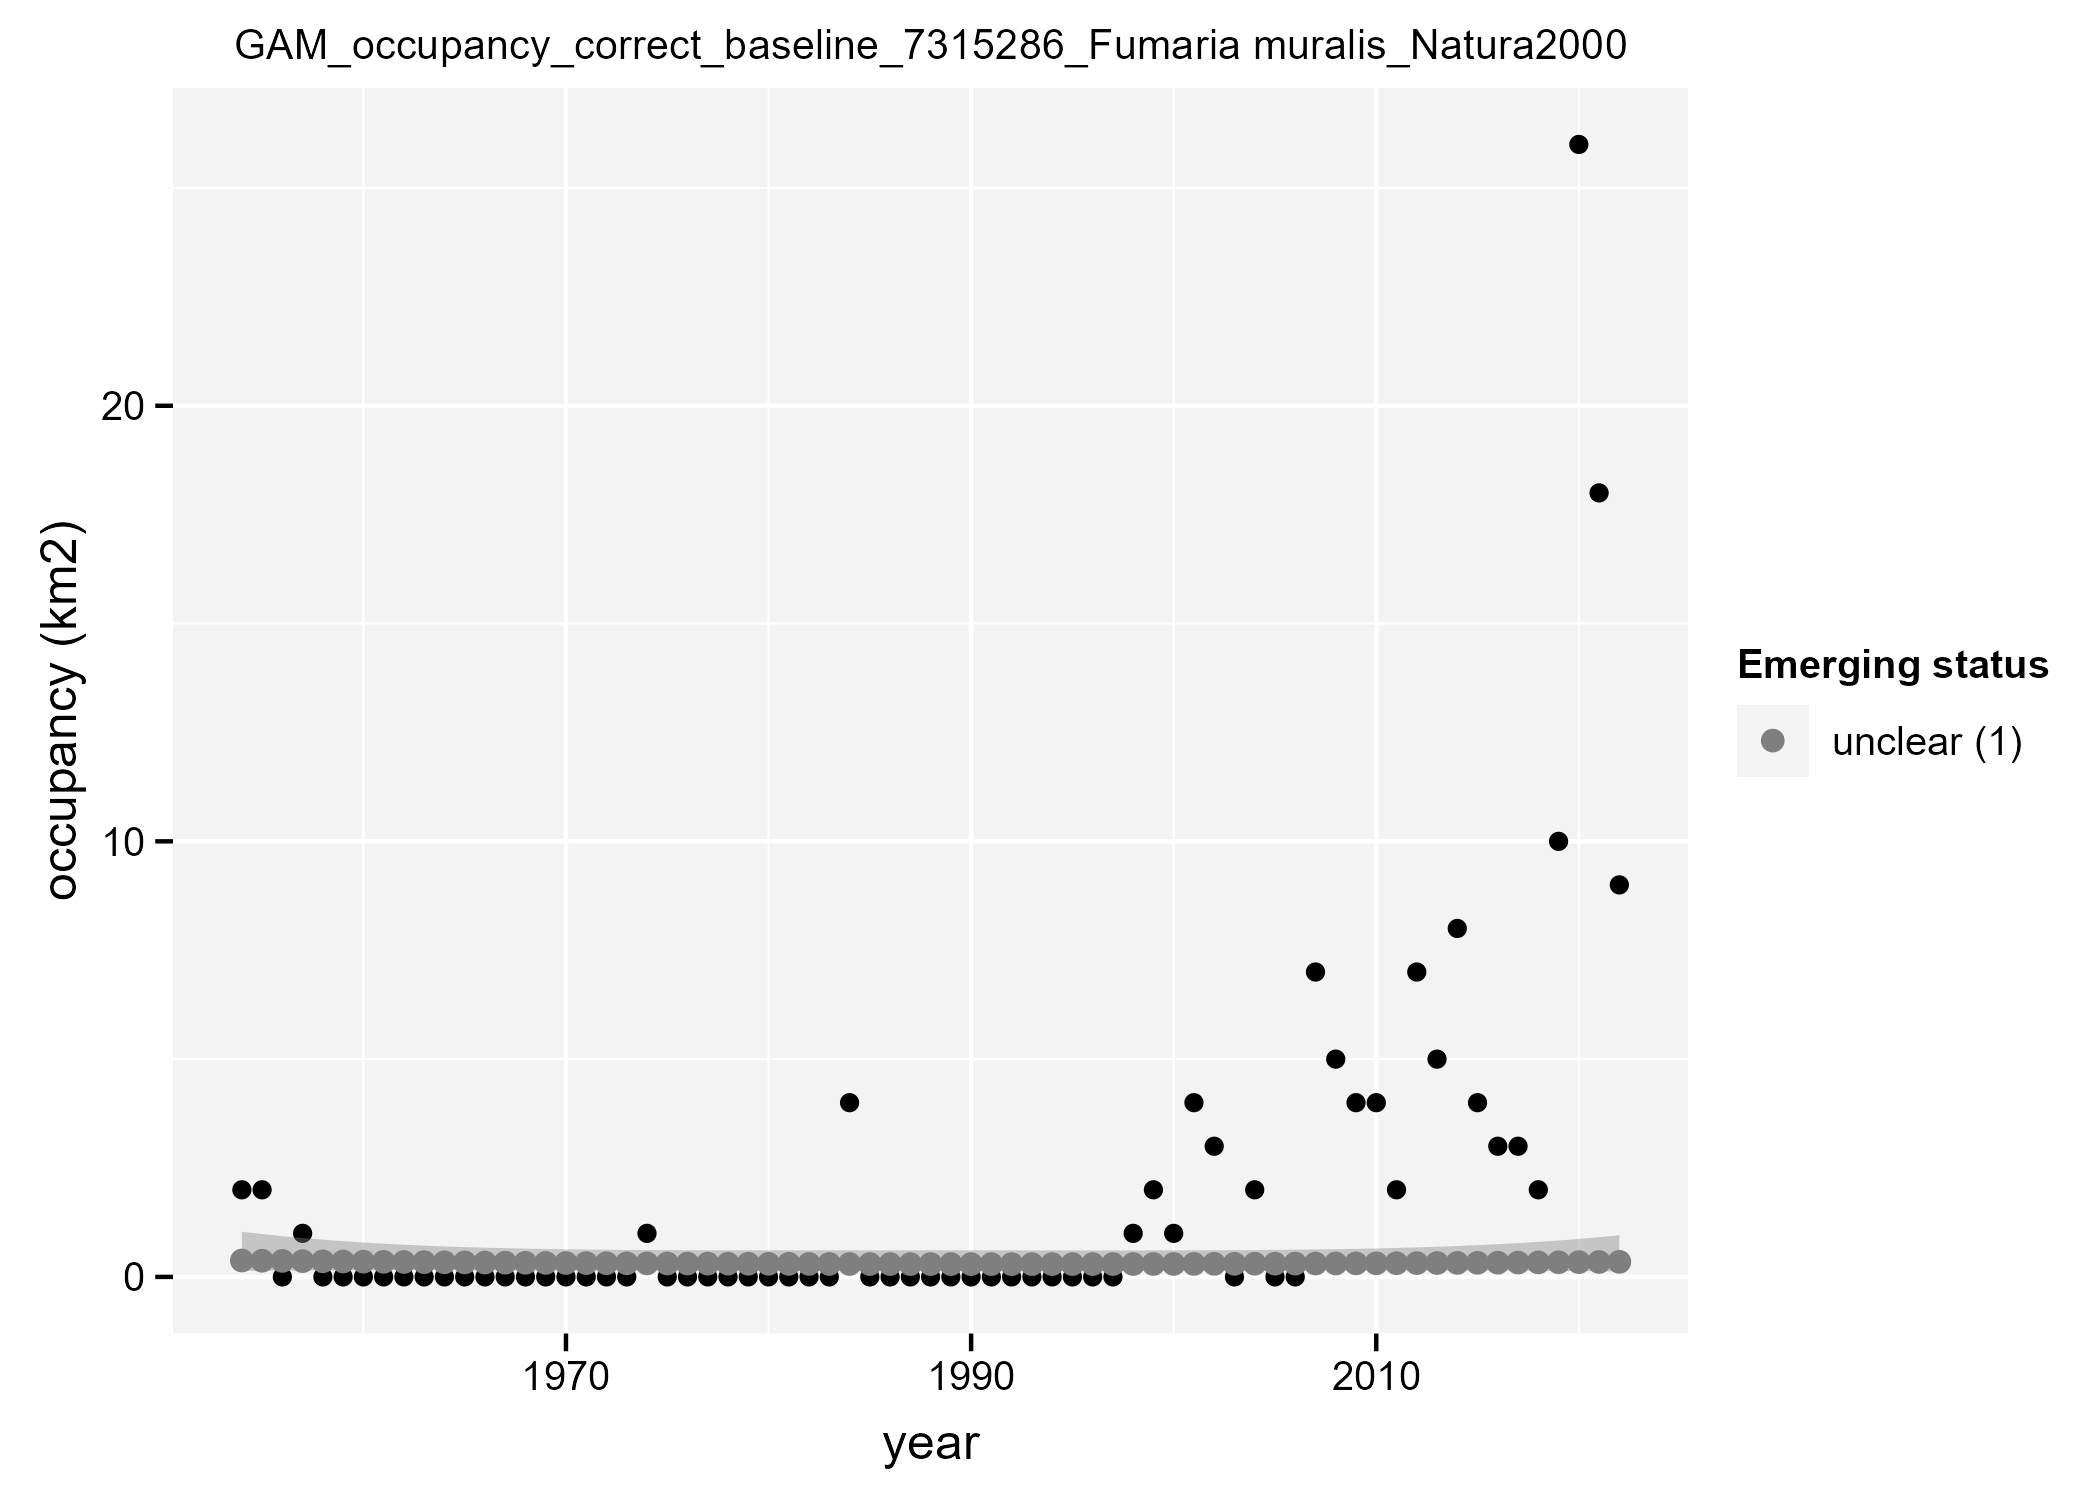 GAM_occupancy_correct_baseline_7315286_Fumaria muralis_Natura2000
20
10
0
occupancy (km2)
1970
1990
2010
year
Emerging status
unclear (1)